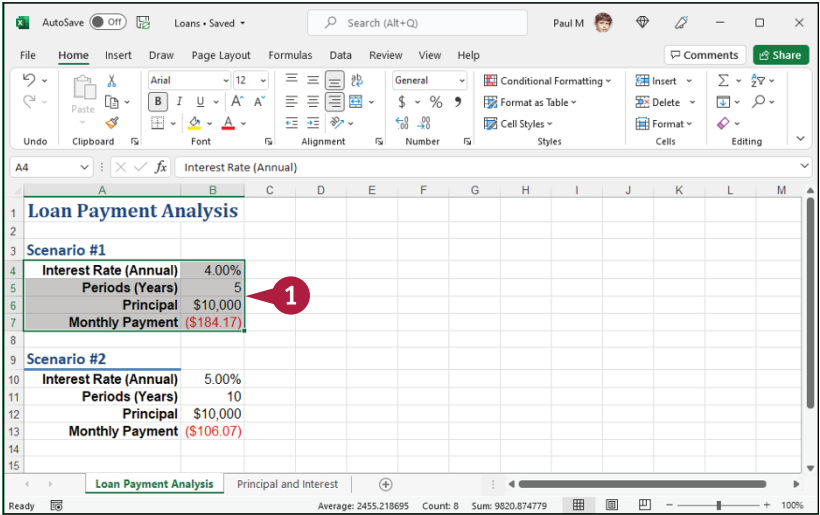 AutoSave Off Loans • Saved Search (Alt+Q) Paul M
File Home Insert Draw Page Layout Formulas Data Review View Help Comments Share
Arial 12 General Conditional Formatting Insert
Paste B I U A A $ % Format as Table Delete
A Cell Styles Format
Undo Clipboard Font Alignment Number Styles Cells Editing
A4 fx Interest Rate (Annual)
A B C D E F G H I J K L M
1 Loan Payment Analysis
2
3 Scenario #1
4 Interest Rate (Annual) 4.00%
5 Periods (Years) 5
6 Principal $10,000
7 Monthly Payment ($184.17)
1
8
9 Scenario #2
10 Interest Rate (Annual) 5.00%
11 Periods (Years) 10
12 Principal $10,000
13 Monthly Payment ($106.07)
14
15
Loan Payment Analysis Principal and Interest
Ready Average: 2455.218695 Count: 8 Sum: 9820.874779 100%